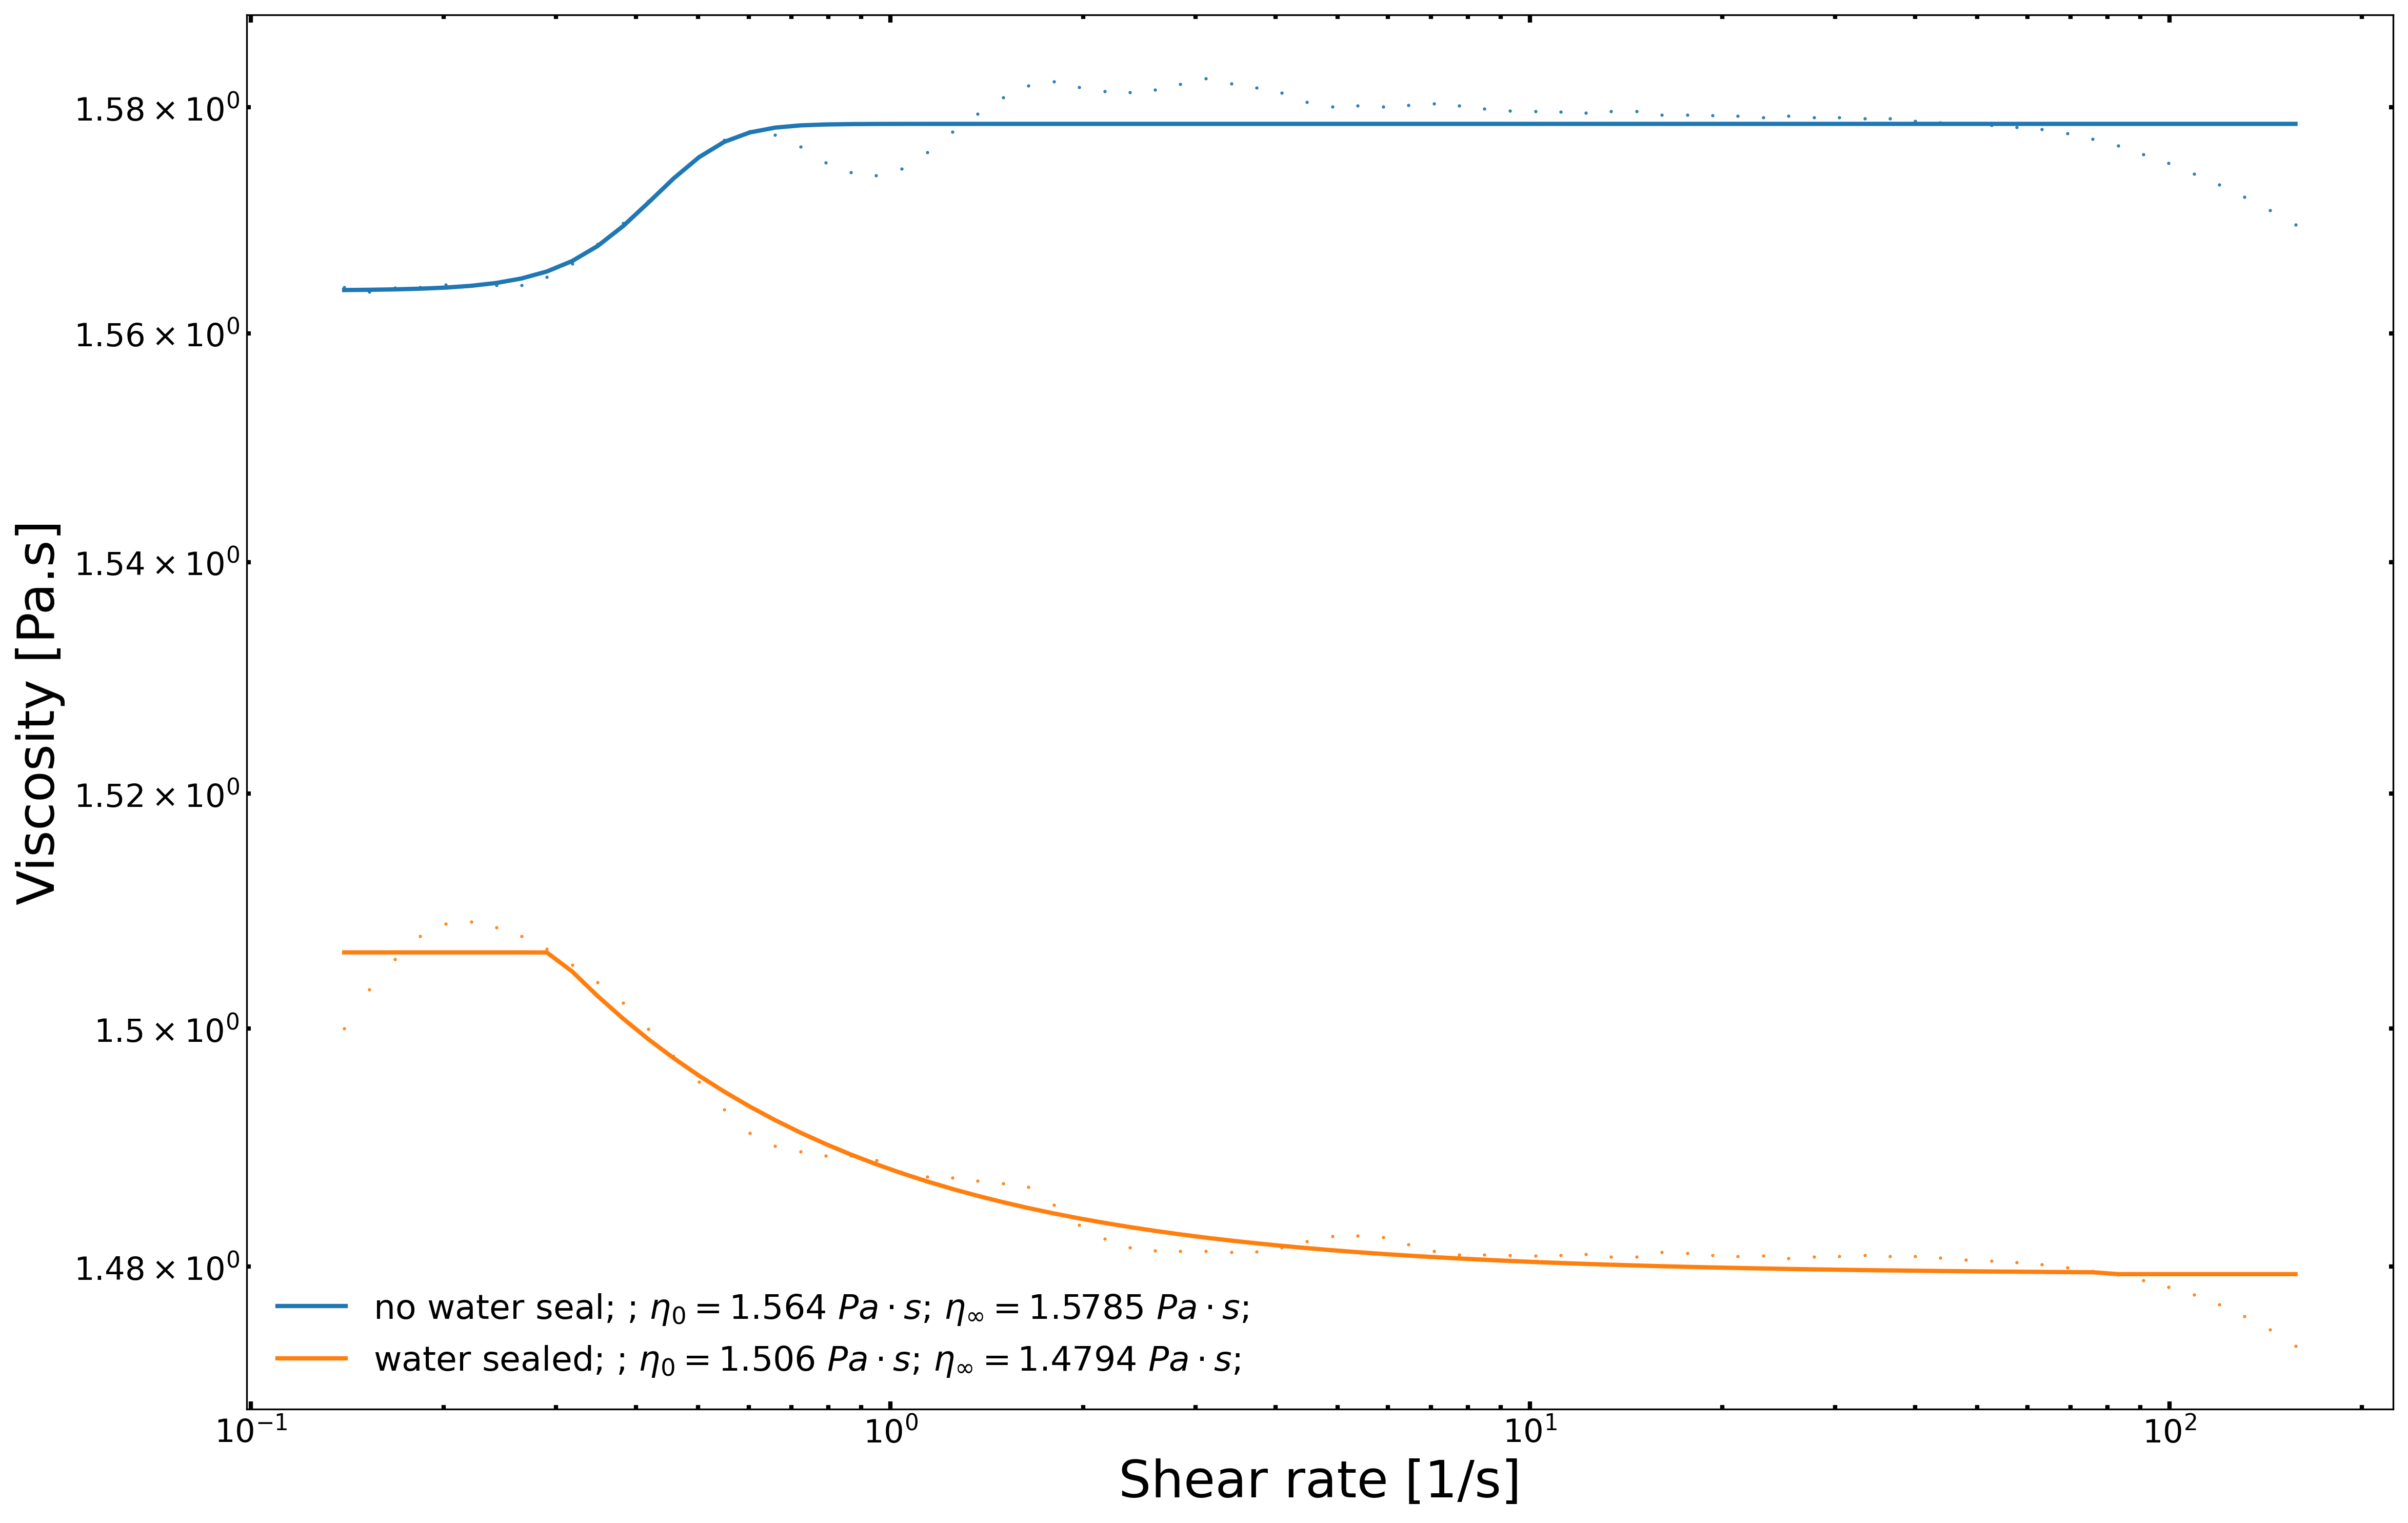 1.58 × 10⁰
1.56 × 10⁰
1.54 × 10⁰
1.52 × 10⁰
1.5 × 10⁰
1.48 × 10⁰
Viscosity [Pa.s]
no water seal; ; η₀ = 1.564 Pa · s; η∞ = 1.5785 Pa · s;
water sealed; ; η₀ = 1.506 Pa · s; η∞ = 1.4794 Pa · s;
10⁻¹ 10⁰ 10¹ 10²
Shear rate [1/s]